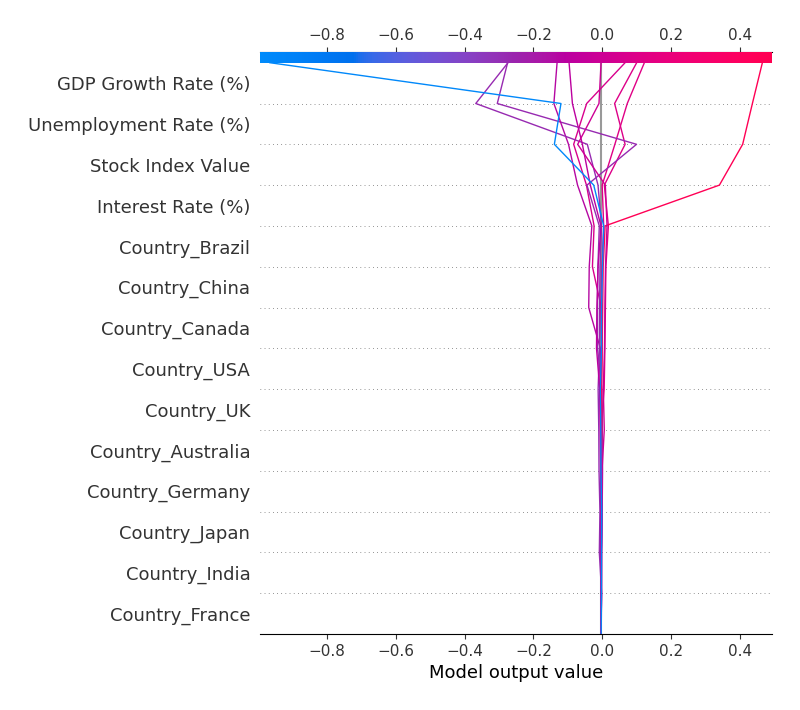 −0.8 −0.6 −0.4 −0.2 0.0 0.2 0.4
GDP Growth Rate (%)
Unemployment Rate (%)
Stock Index Value
Interest Rate (%)
Country_Brazil
Country_China
Country_Canada
Country_USA
Country_UK
Country_Australia
Country_Germany
Country_Japan
Country_India
Country_France
−0.8 −0.6 −0.4 −0.2 0.0 0.2 0.4
Model output value